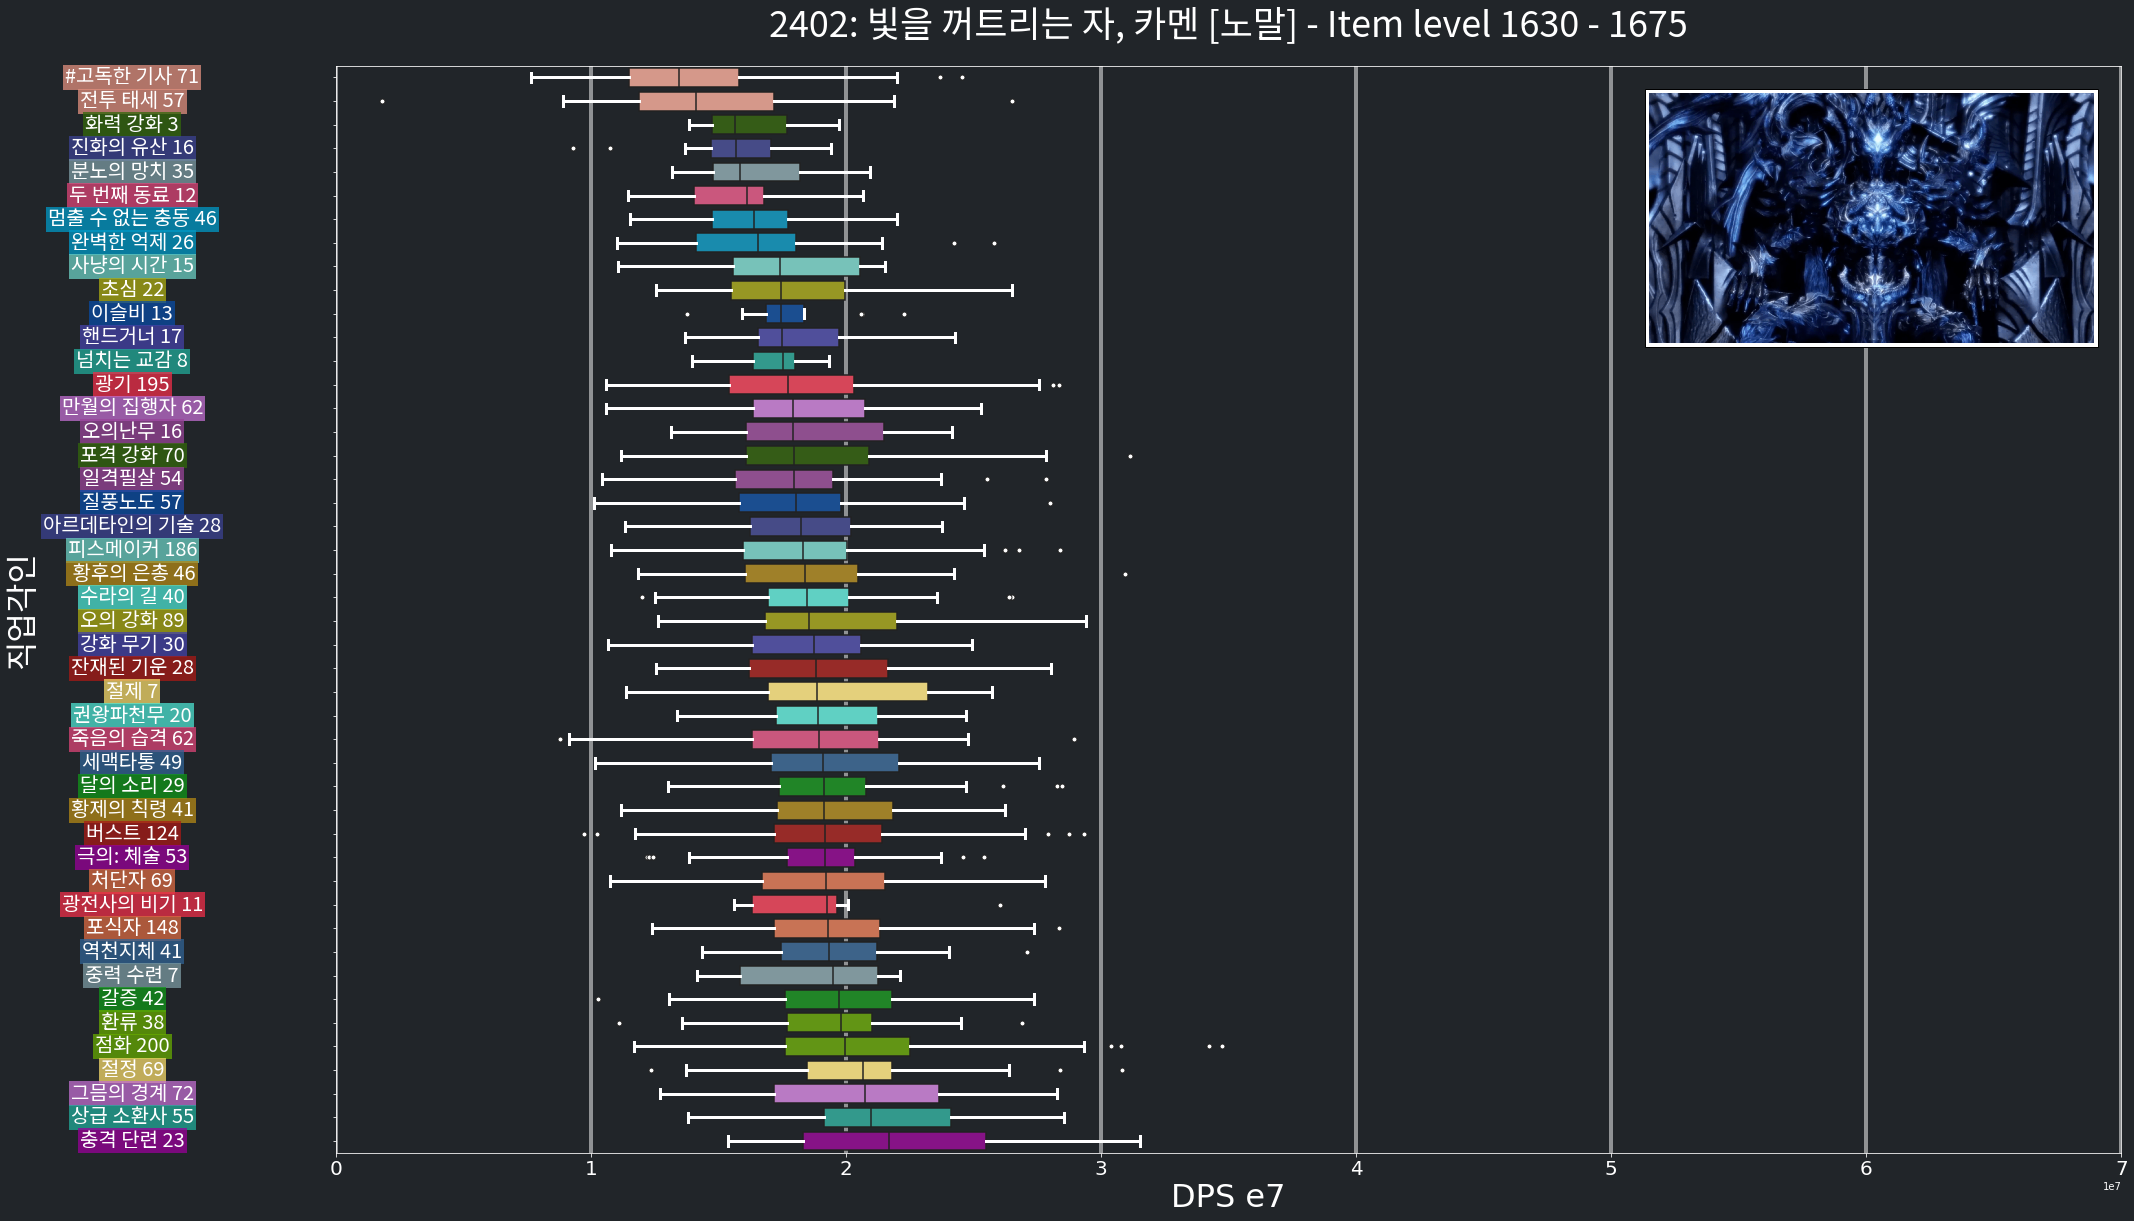 2402: 빛을 꺼트리는 자, 카멘 [노말] - Item level 1630 - 1675
#고독한 기사 71
전투 태세 57
화력 강화 3
진화의 유산 16
분노의 망치 35
두 번째 동료 12
멈출 수 없는 충동 46
완벽한 억제 26
사냥의 시간 15
초심 22
이슬비 13
핸드거너 17
넘치는 교감 8
광기 195
만월의 집행자 62
오의난무 16
포격 강화 70
일격필살 54
질풍노도 57
아르데타인의 기술 28
피스메이커 186
황후의 은총 46
수라의 길 40
오의 강화 89
강화 무기 30
잔재된 기운 28
절제 7
권왕파천무 20
죽음의 습격 62
세맥타통 49
달의 소리 29
황제의 칙령 41
버스트 124
극의: 체술 53
처단자 69
광전사의 비기 11
포식자 148
역천지체 41
중력 수련 7
갈증 42
환류 38
점화 200
절정 69
그믐의 경계 72
상급 소환사 55
충격 단련 23
직업각인
0 1 2 3 4 5 6 7
1e7
DPS e7